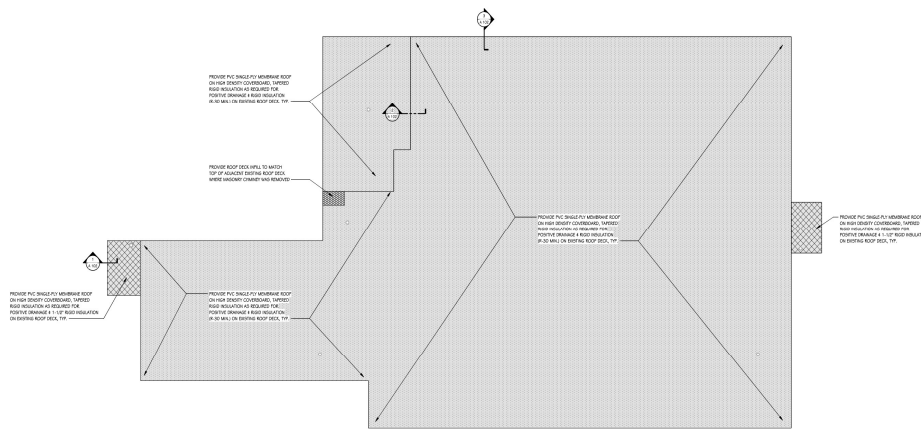 2
A 102
PROVIDE PVC SINGLE-PLY MEMBRANE ROOF
ON HIGH DENSITY COVERBOARD, TAPERED
RIGID INSULATION AS REQUIRED FOR
POSITIVE DRAINAGE & RIGID INSULATION
(R-30 MIN.) ON EXISTING ROOF DECK, TYP.
1
A 102
PROVIDE ROOF DECK INFILL TO MATCH
TOP OF ADJACENT EXISTING ROOF DECK
WHERE MASONRY CHIMNEY WAS REMOVED
PROVIDE PVC SINGLE-PLY MEMBRANE ROOF
ON HIGH DENSITY COVERBOARD, TAPERED
RIGID INSULATION AS REQUIRED FOR
POSITIVE DRAINAGE & RIGID INSULATION
(R-30 MIN.) ON EXISTING ROOF DECK, TYP.
PROVIDE PVC SINGLE-PLY MEMBRANE ROOF
ON HIGH DENSITY COVERBOARD, TAPERED
RIGID INSULATION AS REQUIRED FOR
POSITIVE DRAINAGE & 1-1/2" RIGID INSULAT
ON EXISTING ROOF DECK, TYP.
1
PROVIDE PVC SINGLE-PLY MEMBRANE ROOF
ON HIGH DENSITY COVERBOARD, TAPERED
RIGID INSULATION AS REQUIRED FOR
POSITIVE DRAINAGE & 1-1/2" RIGID INSULATION
ON EXISTING ROOF DECK, TYP.
PROVIDE PVC SINGLE-PLY MEMBRANE ROOF
ON HIGH DENSITY COVERBOARD, TAPERED
RIGID INSULATION AS REQUIRED FOR
POSITIVE DRAINAGE & RIGID INSULATION
(R-30 MIN.) ON EXISTING ROOF DECK, TYP.